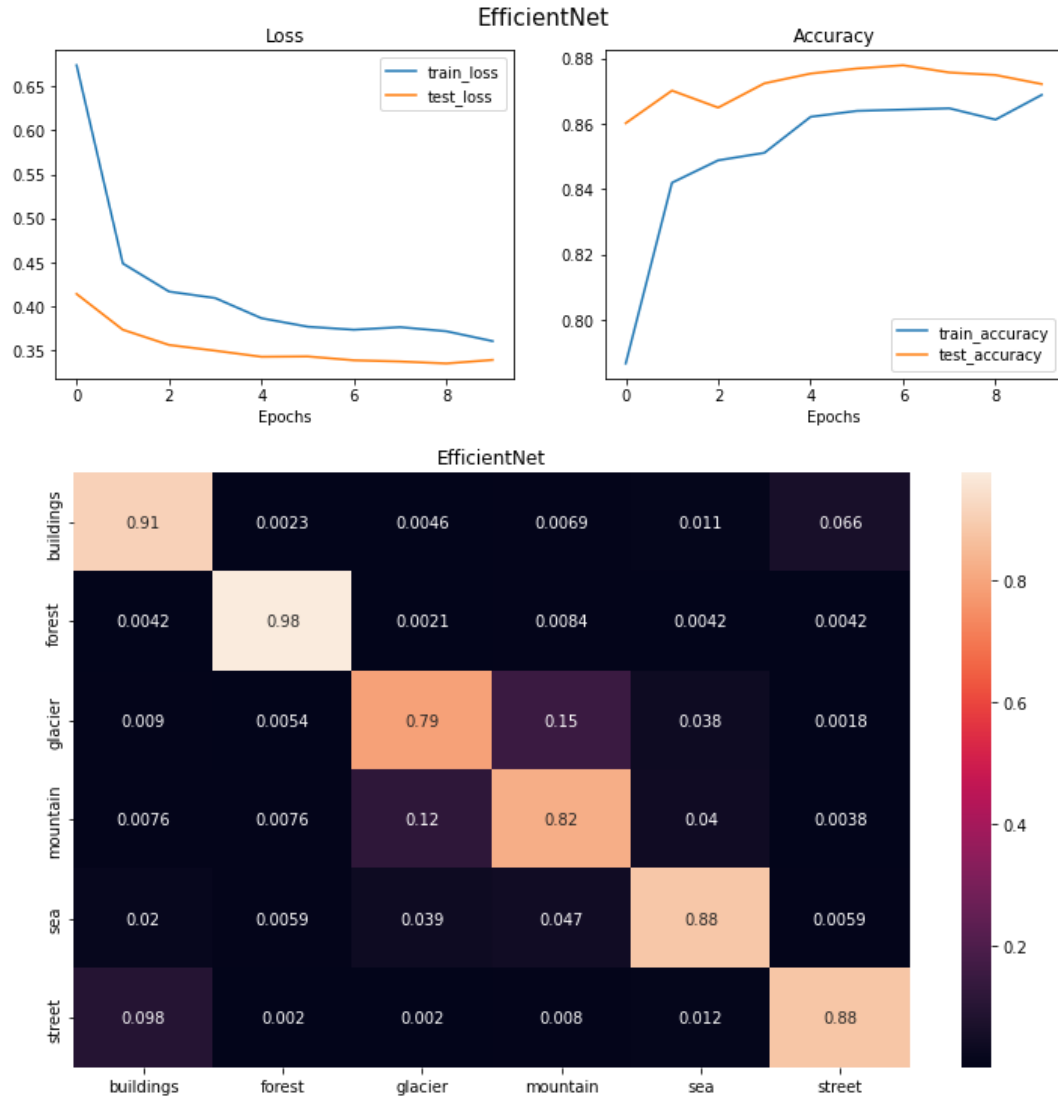 EfficientNet
Loss
Accuracy
0.65
0.60
0.55
0.50
0.45
0.40
0.35
train_loss
test_loss
0 2 4 6 8
Epochs
0.88
0.86
0.84
0.82
0.80
train_accuracy
test_accuracy
0 2 4 6 8
Epochs
EfficientNet
buildings 0.91 0.0023 0.0046 0.0069 0.011 0.066
forest 0.0042 0.98 0.0021 0.0084 0.0042 0.0042
glacier 0.009 0.0054 0.79 0.15 0.038 0.0018
mountain 0.0076 0.0076 0.12 0.82 0.04 0.0038
sea 0.02 0.0059 0.039 0.047 0.88 0.0059
street 0.098 0.002 0.002 0.008 0.012 0.88
buildings forest glacier mountain sea street
0.8
0.6
0.4
0.2